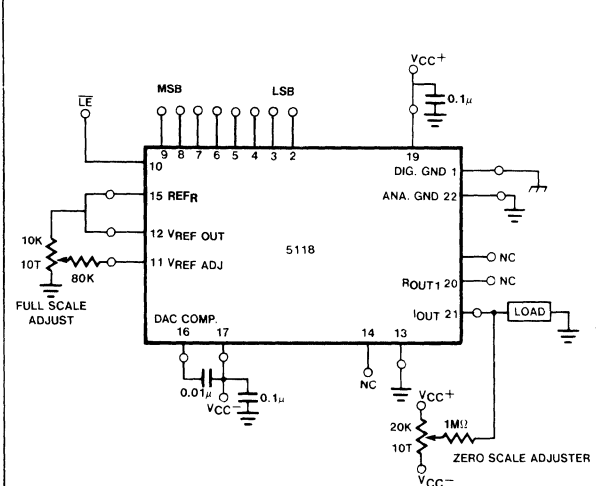 VCC+
MSB
LSB
LE
0.1μ
9 8 7 6 5 4 3 2
19
10
DIG. GND 1
15 REFR
ANA. GND 22
10K
12 VREF OUT
5118
10T
11 VREF ADJ
NC
80K
ROUT1 20
NC
FULL SCALE
ADJUST
IOUT 21
LOAD
DAC COMP.
16
17
14
13
0.01μ
0.1μ
NC
VCC−
VCC+
20K
1MΩ
10T
ZERO SCALE ADJUSTER
VCC−